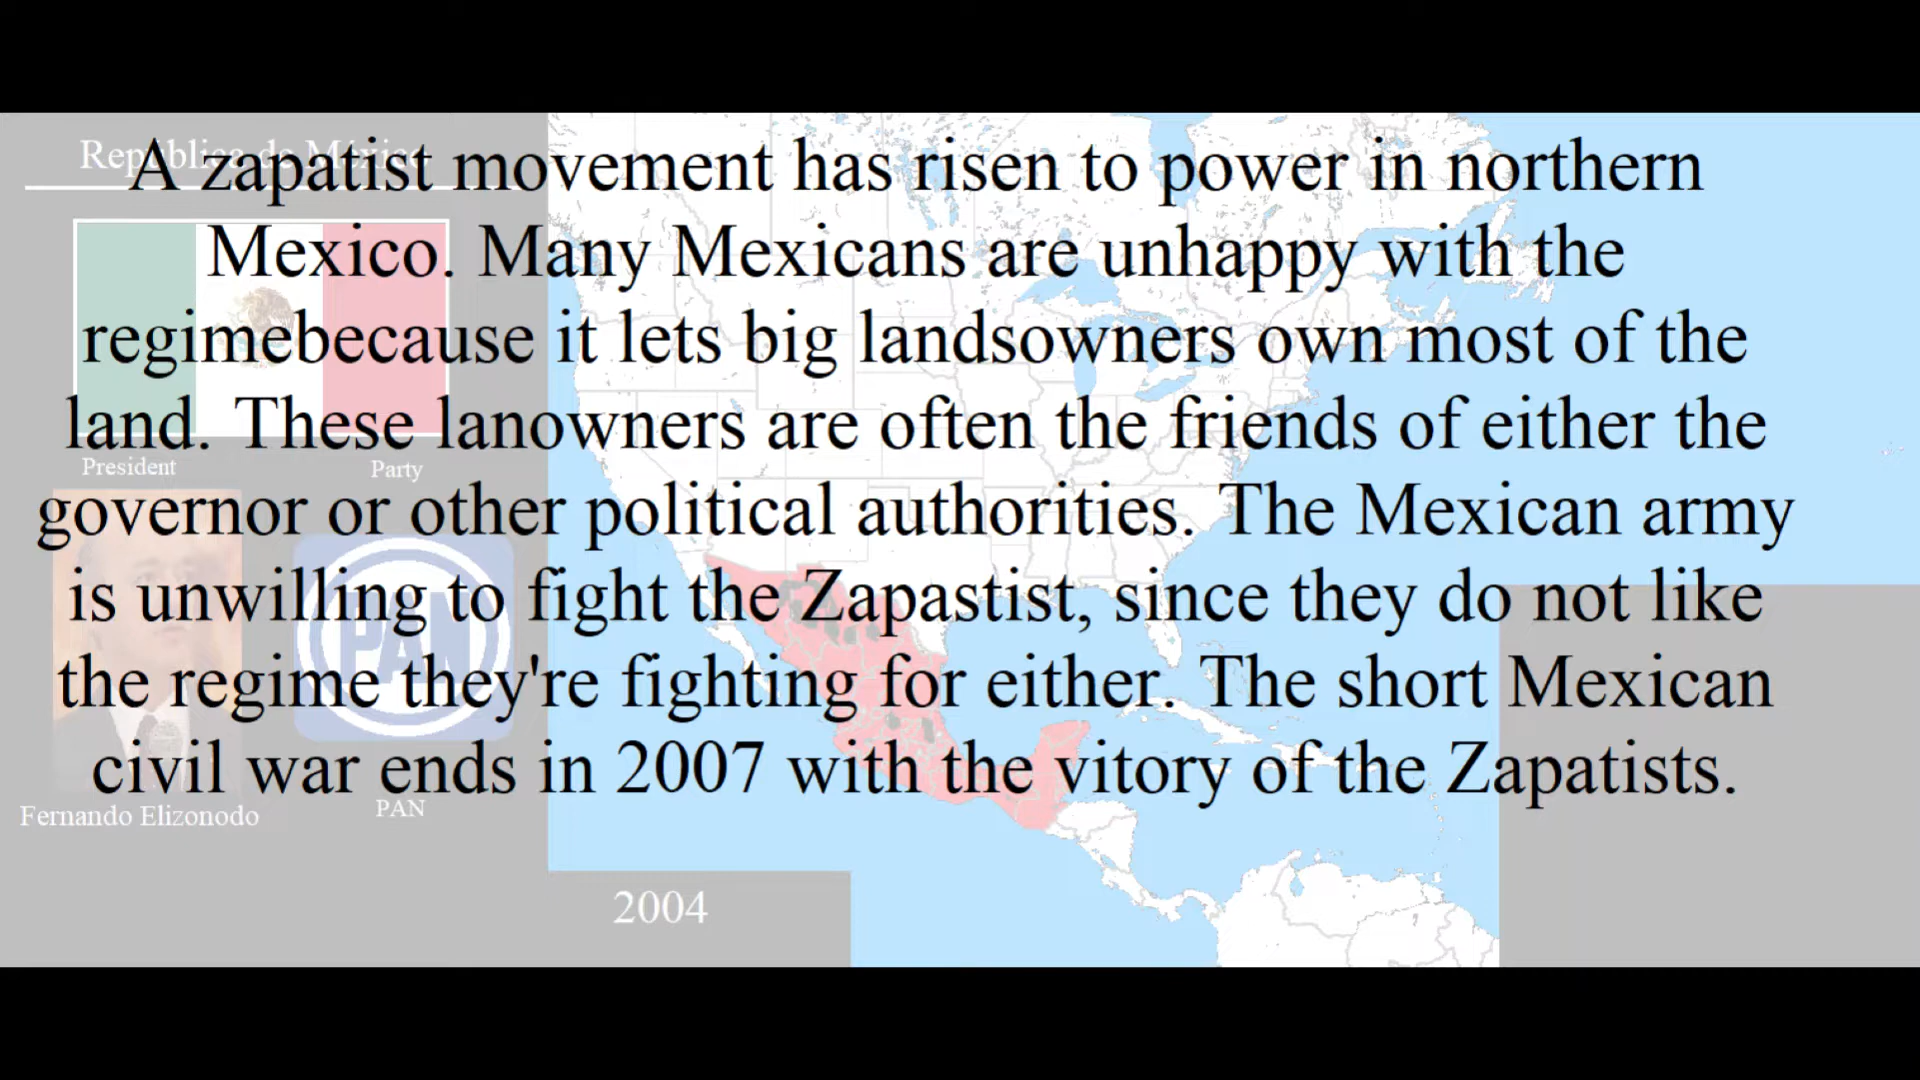 República de México
A zapatist movement has risen to power in northern
Mexico. Many Mexicans are unhappy with the
regimebecause it lets big landsowners own most of the
land. These lanowners are often the friends of either the
President
Party
governor or other political authorities. The Mexican army
is unwilling to fight the Zapastist, since they do not like
PAN
the regime they're fighting for either. The short Mexican
civil war ends in 2007 with the vitory of the Zapatists.
Fernando Elizonodo
PAN
2004